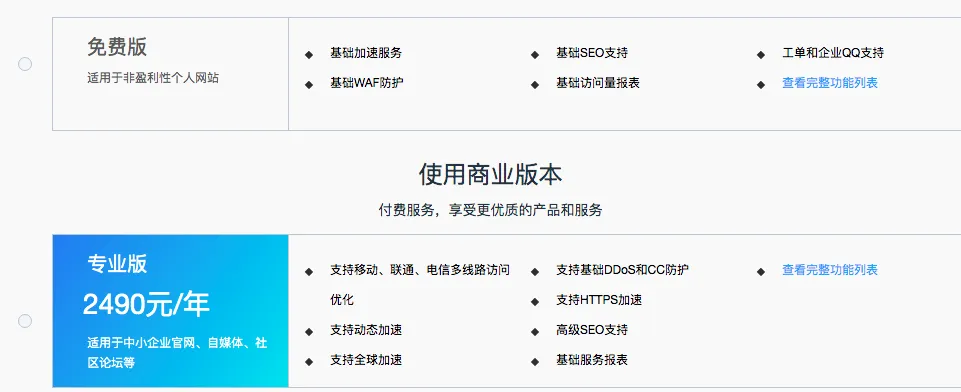 免费版
适用于非盈利性个人网站
基础加速服务
基础SEO支持
工单和企业QQ支持
基础WAF防护
基础访问量报表
查看完整功能列表
使用商业版本
付费服务，享受更优质的产品和服务
专业版
2490元/年
适用于中小企业官网、自媒体、社
区论坛等
支持移动、联通、电信多线路访问
优化
支持动态加速
支持全球加速
支持基础DDoS和CC防护
支持HTTPS加速
高级SEO支持
基础服务报表
查看完整功能列表